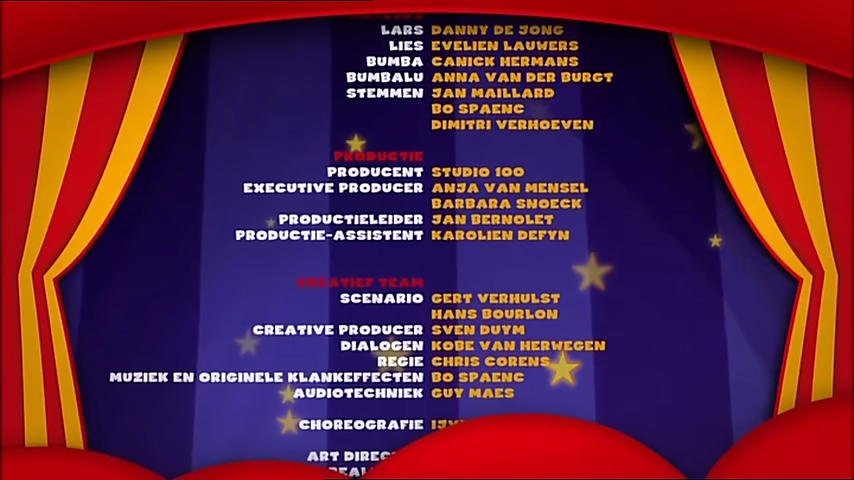 LARS DANNY DE JONG
LIES EVELIEN LAUWERS
BUMBA CANICK HERMANS
BUMBALU ANNA VAN DER BURGT
STEMMEN JAN MAILLARD
BO SPAENC
DIMITRI VERHOEVEN
PRODUCTIE
PRODUCENT STUDIO 100
EXECUTIVE PRODUCER ANJA VAN MENSEL
BARBARA SNOECK
PRODUCTIELEIDER JAN BERNOLET
PRODUCTIE-ASSISTENT KAROLIEN DEFYN
CREATIEF TEAM
SCENARIO GERT VERHULST
HANS BOURLON
CREATIVE PRODUCER SVEN DUYM
DIALOGEN KOBE VAN HERWEGEN
REGIE CHRIS CORENS
MUZIEK EN ORIGINELE KLANKEFFECTEN BO SPAENC
AUDIOTECHNIEK GUY MAES
CHOREOGRAFIE
ART